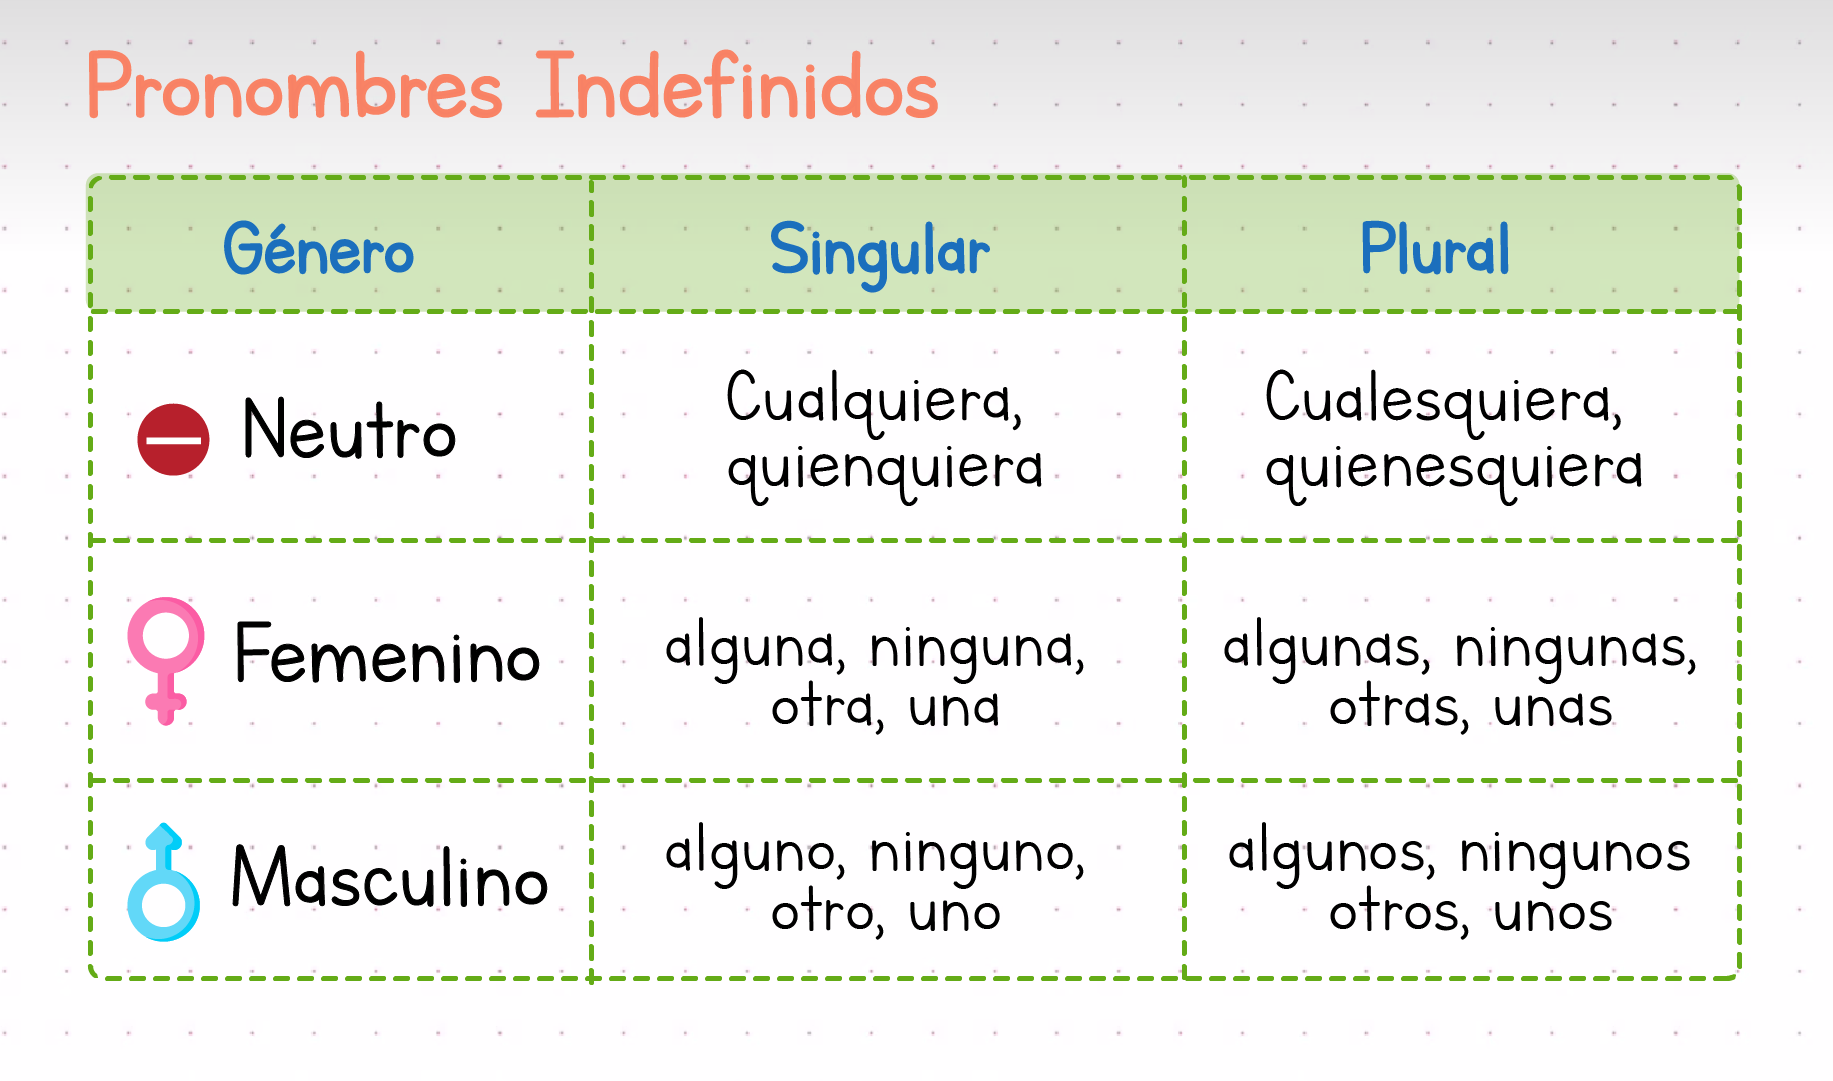 Pronombres Indefinidos
Género Singular Plural
Neutro
Cualquiera,
quienquiera
Cualesquiera,
quienesquiera
Femenino
alguna, ninguna,
otra, una
algunas, ningunas,
otras, unas
Masculino
alguno, ninguno,
otro, uno
algunos, ningunos
otros, unos